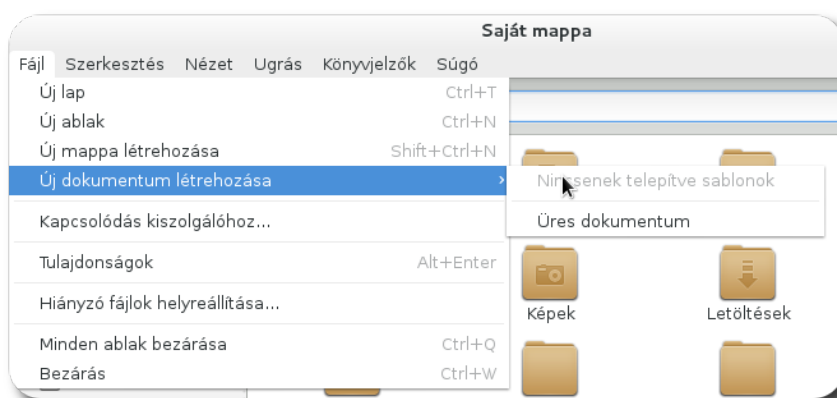 Saját mappa
Fájl Szerkesztés Nézet Ugrás Könyvjelzők Súgó
Új lap Ctrl+T
Új ablak Ctrl+N
Új mappa létrehozása Shift+Ctrl+N
Új dokumentum létrehozása
Nincsenek telepítve sablonok
Kapcsolódás kiszolgálóhoz...
Üres dokumentum
Tulajdonságok Alt+Enter
Hiányzó fájlok helyreállítása...
Képek Letöltések
Minden ablak bezárása Ctrl+Q
Bezárás Ctrl+W